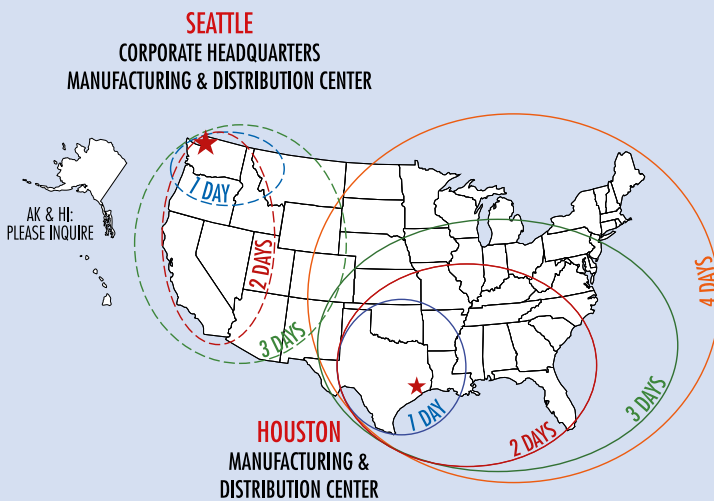 SEATTLE
CORPORATE HEADQUARTERS
MANUFACTURING & DISTRIBUTION CENTER
1 DAY
AK & HI:
PLEASE INQUIRE
2 DAYS
3 DAYS
4 DAYS
1 DAY
2 DAYS
3 DAYS
HOUSTON
MANUFACTURING &
DISTRIBUTION CENTER